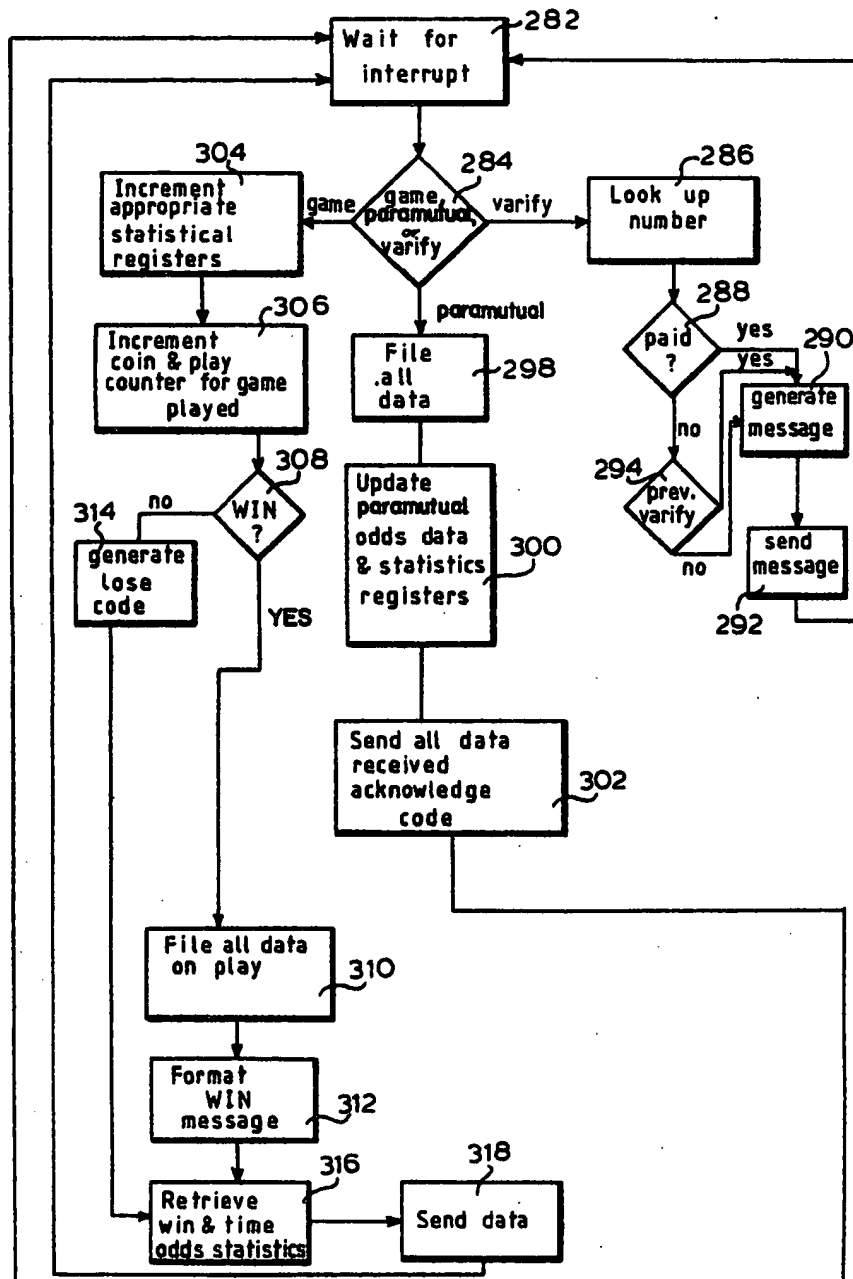 282
Wait for
interrupt
304
Increment
appropriate
statistical
registers
game
284
game,
paramutual,
or
varify
varify
286
Look up
number
306
Increment
coin & play
counter for game
played
paramutual
File
.all
data
298
288
paid
?
yes
yes
290
generate
message
no
294
prev.
varify
no
send
message
292
308
WIN
?
no
314
generate
lose
code
YES
Update
paramutual
odds data
& statistics
registers
300
Send all data
received
acknowledge
code
302
File all data
on play
310
Format
WIN
message
312
316
Retrieve
win & time
odds statistics
318
Send data